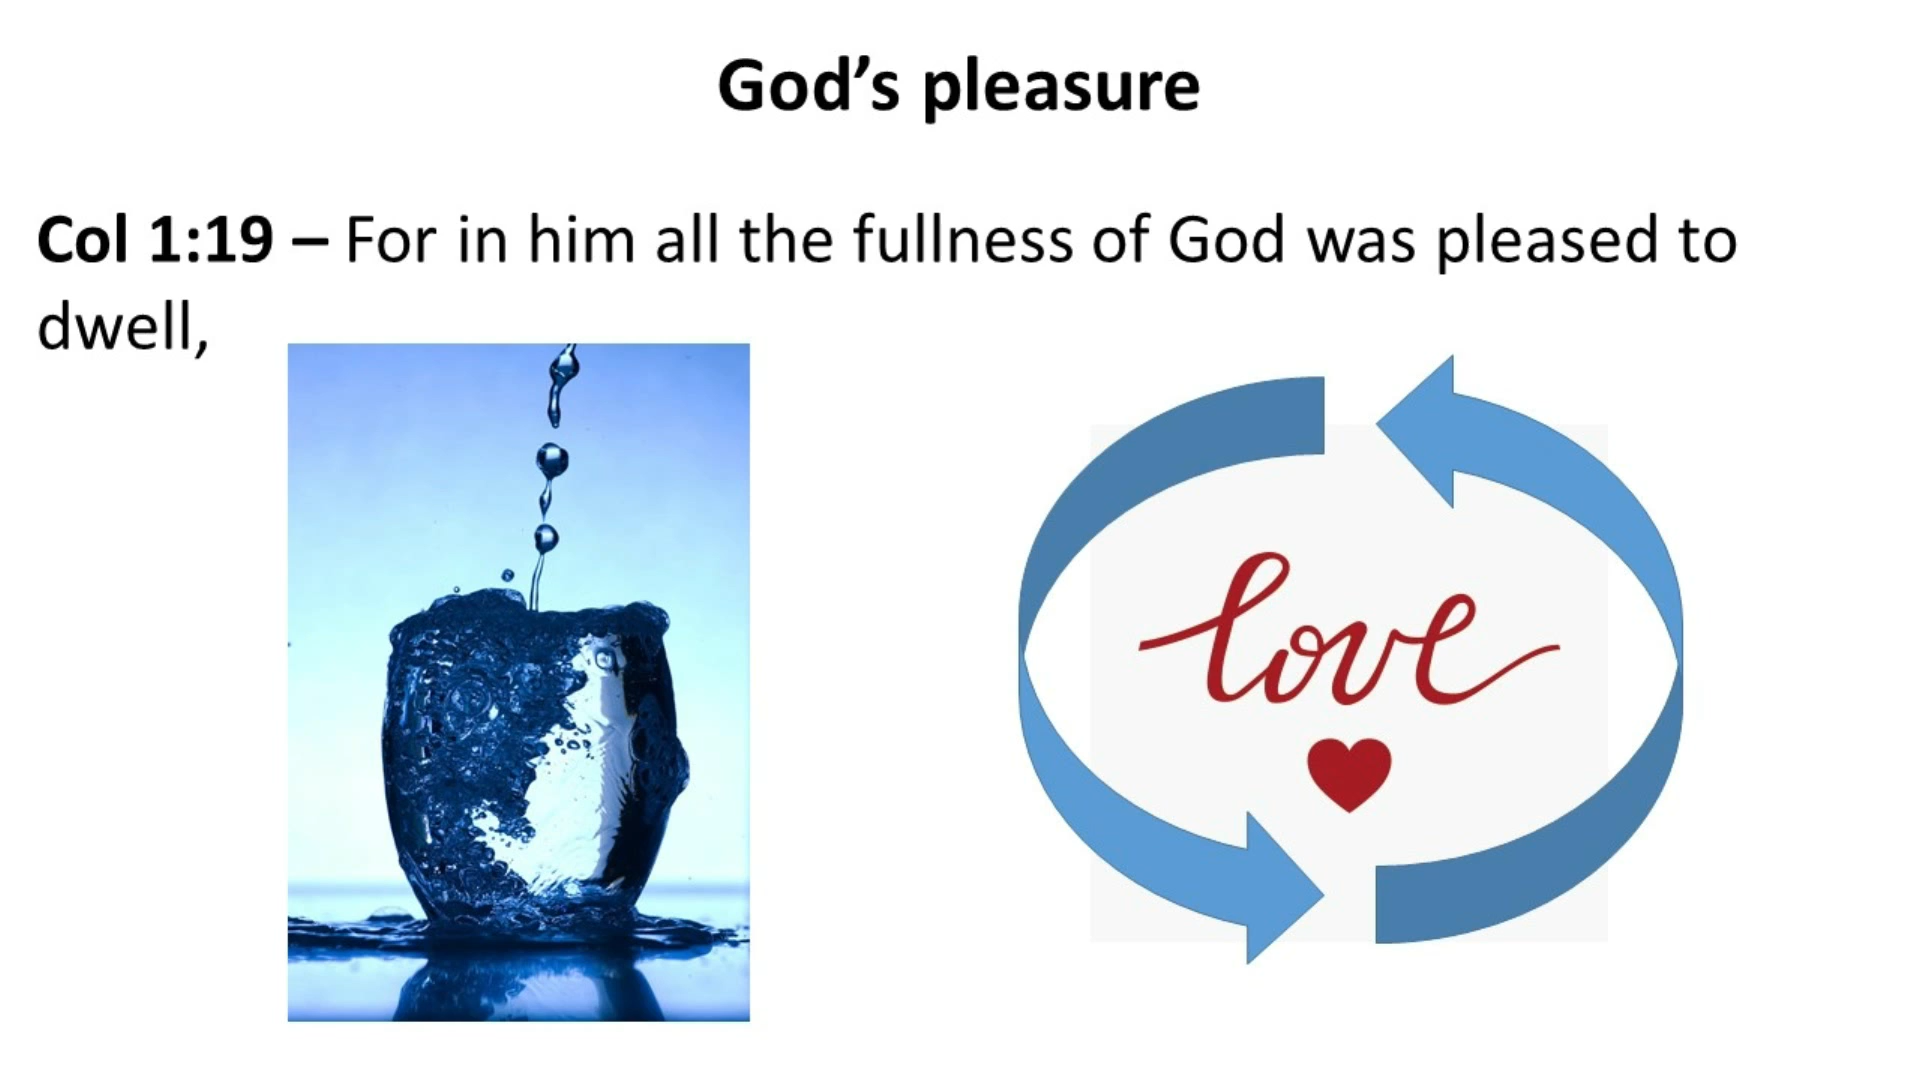 God’s pleasure
Col 1:19 – For in him all the fullness of God was pleased to
dwell,
love